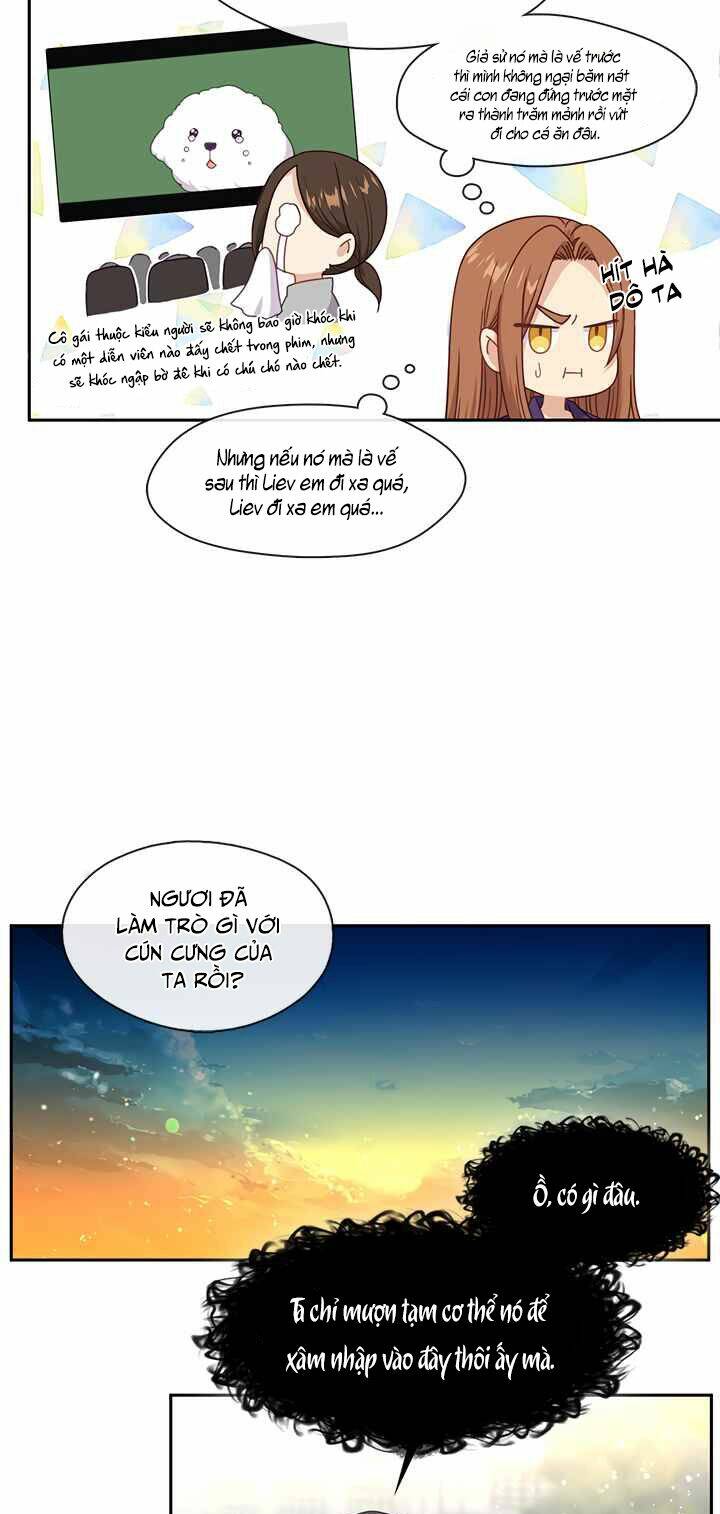 Giả sử nó mà là vế trước
thì mình không ngại băm nát
cái con đang đứng trước mặt
ra thành trăm mảnh rồi vứt
đi cho cá ăn đâu.
HÍT HÀ
DÔ TA
Cô gái thuộc kiểu người sẽ không bao giờ khóc khi
có một diễn viên nào đấy chết trong phim, nhưng
sẽ khóc ngập bờ đê khi có chú chó nào chết.
Nhưng nếu nó mà là vế
sau thì Liev em đi xa quá,
Liev đi xa em quá...
NGƯƠI ĐÃ
LÀM TRÒ GÌ VỚI
CÚN CƯNG CỦA
TA RỒI?
Ồ, có gì đâu.
Ta chỉ mượn tạm cơ thể nó để
xâm nhập vào đây thôi ấy mà.